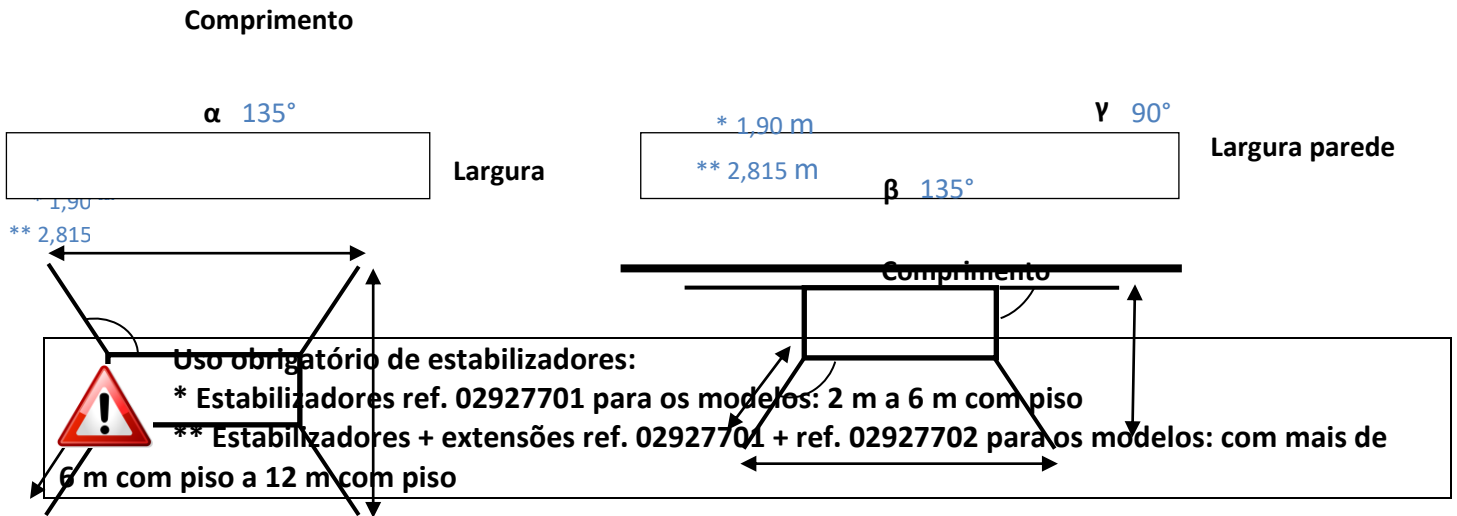 Comprimento
α 135°
Largura
* 1,90
** 2,815
* 1,90 m
** 2,815 m
γ 90°
Largura parede
β 135°
Comprimento
Uso obrigatório de estabilizadores:
* Estabilizadores ref. 02927701 para os modelos: 2 m a 6 m com piso
** Estabilizadores + extensões ref. 02927701 + ref. 02927702 para os modelos: com mais de
6 m com piso a 12 m com piso